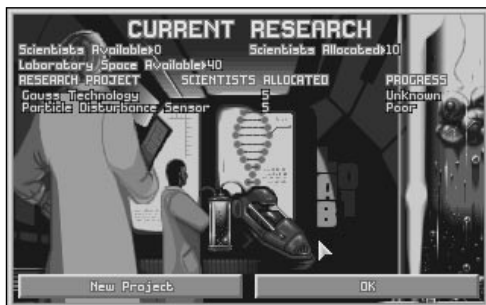 CURRENT RESEARCH
Scientists Available▸0 Scientists Allocated▸10
Laboratory Space Available▸40
RESEARCH PROJECT SCIENTISTS ALLOCATED PROGRESS
Gauss Technology 5 Unknown
Particle Disturbance Sensor 5 Poor
New Project OK